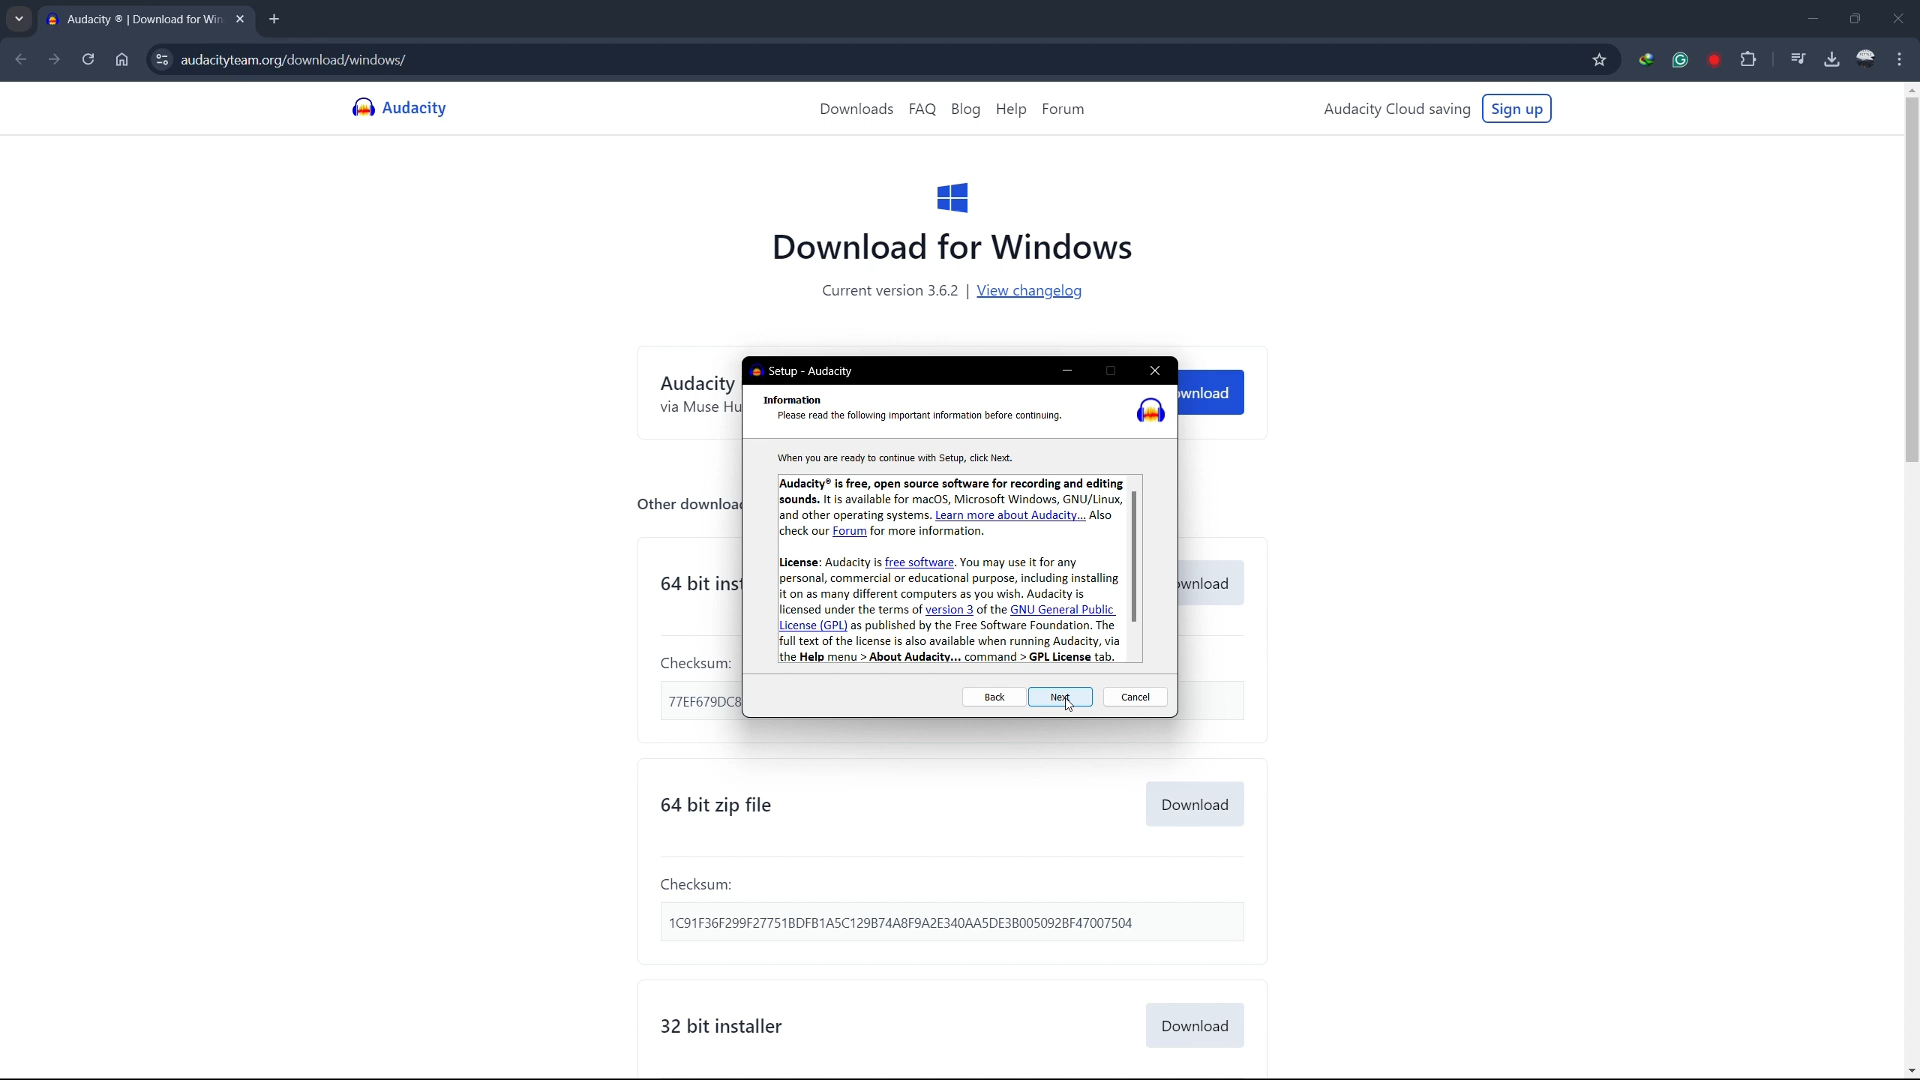 Audacity ® | Download for Win
audacityteam.org/download/windows/
Audacity
Downloads FAQ Blog Help Forum
Audacity Cloud saving Sign up
Download for Windows
Current version 3.6.2 | View changelog
Audacity
via Muse Hu
wnload
Setup - Audacity
Information
Please read the following important information before continuing.
When you are ready to continue with Setup, click Next.
Audacity® is free, open source software for recording and editing
sounds. It is available for macOS, Microsoft Windows, GNU/Linux,
and other operating systems. Learn more about Audacity... Also
check our Forum for more information.
License: Audacity is free software. You may use it for any
personal, commercial or educational purpose, including installing
it on as many different computers as you wish. Audacity is
licensed under the terms of version 3 of the GNU General Public
License (GPL) as published by the Free Software Foundation. The
full text of the license is also available when running Audacity, via
the Help menu > About Audacity... command > GPL License tab.
Back Next Cancel
Other download
64 bit inst
wnload
Checksum:
77EF679DC8
64 bit zip file
Download
Checksum:
1C91F36F299F27751BDFB1A5C129B74A8F9A2E340AA5DE3B005092BF47007504
32 bit installer
Download